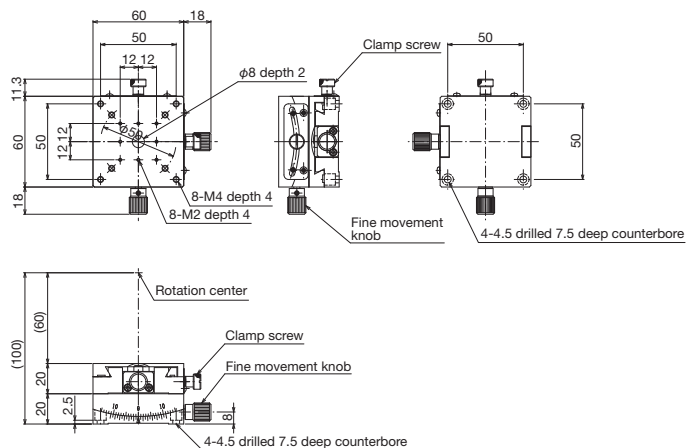 60
18
50
12 12
φ8 depth 2
Clamp screw
50
11.3
60
50
12
12
φ50
50
18
8-M4 depth 4
8-M2 depth 4
Fine movement
knob
4-4.5 drilled 7.5 deep counterbore
Rotation center
(100)
(60)
Clamp screw
20
Fine movement knob
20
2.5
10 0 10
8
4-4.5 drilled 7.5 deep counterbore